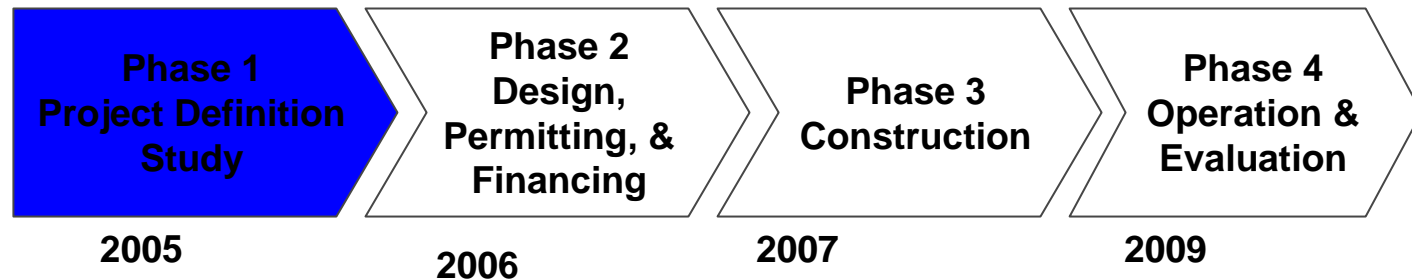 Phase 1
Project Definition
Study
Phase 2
Design,
Permitting, &
Financing
Phase 3
Construction
Phase 4
Operation &
Evaluation
2005
2006
2007
2009